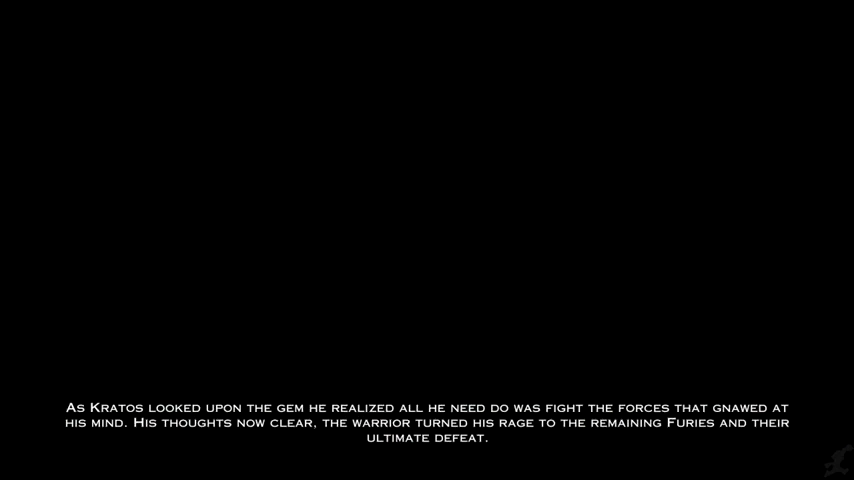 As Kratos looked upon the gem he realized all he need do was fight the forces that gnawed at
his mind. His thoughts now clear, the warrior turned his rage to the remaining Furies and their
ultimate defeat.